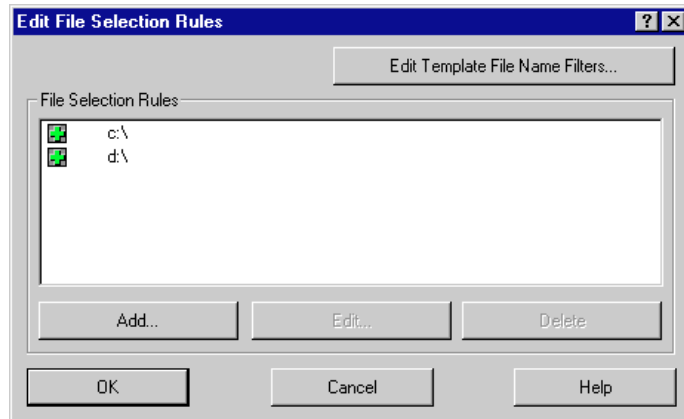 Edit File Selection Rules
Edit Template File Name Filters...
File Selection Rules
c:\
d:\
Add... Edit... Delete
OK Cancel Help